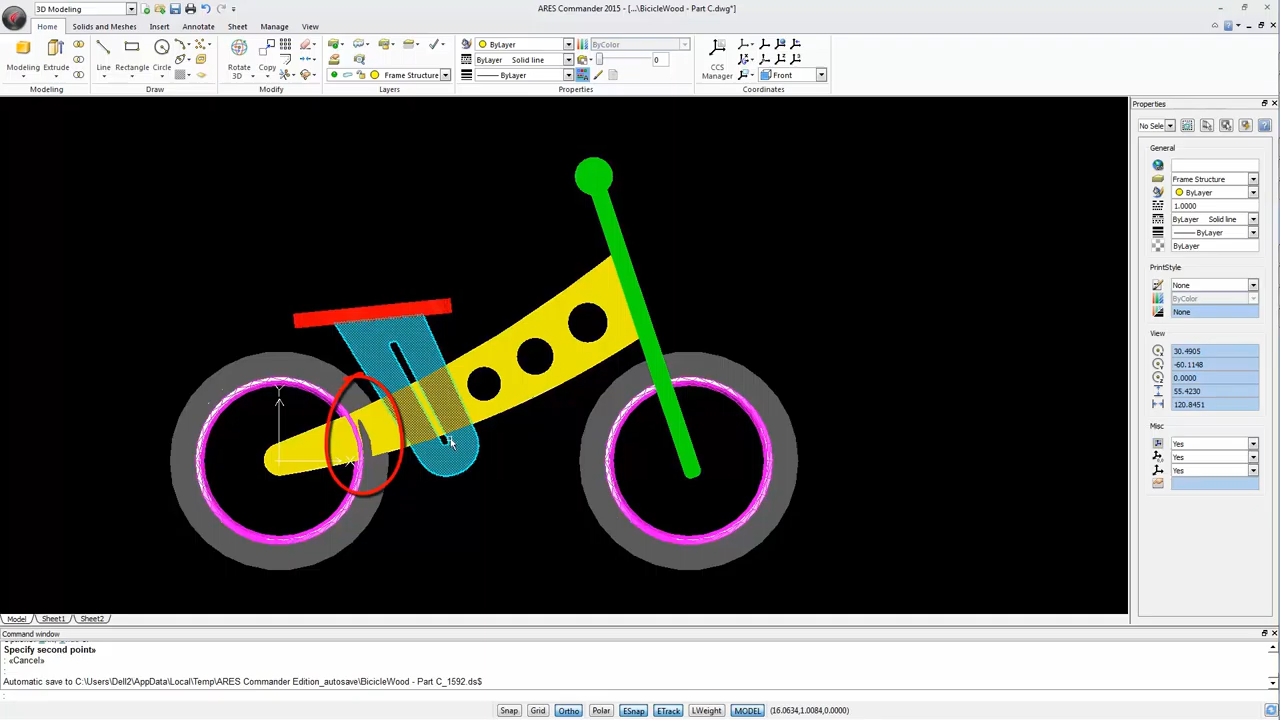 3D Modeling
ARES Commander 2015 - [...\BicicleWood - Part C.dwg*]
Home
Solids and Meshes
Insert
Annotate
Sheet
Manage
View
Modeling
Extrude
Line
Rectangle
Circle
Rotate 3D
Copy
Frame Structure
ByLayer
ByColor
ByLayer Solid line
0
ByLayer
CCS Manager
Front
Modeling
Draw
Modify
Layers
Properties
Coordinates
Properties
No Sele
General
Frame Structure
ByLayer
1.0000
ByLayer Solid line
ByLayer
ByLayer
PrintStyle
None
ByColor
None
View
30.4905
-60.1148
0.0000
55.4230
120.8451
Misc
Yes
Yes
Yes
Y
X
Model
Sheet1
Sheet2
Command window
Specify second point»
: «Cancel»
:
Automatic save to C:\Users\Dell2\AppData\Local\Temp\ARES Commander Edition_autosave\BicicleWood - Part C_1592.ds$
:
Snap
Grid
Ortho
Polar
ESnap
ETrack
LWeight
MODEL
(16.0634,1.0084,0.0000)